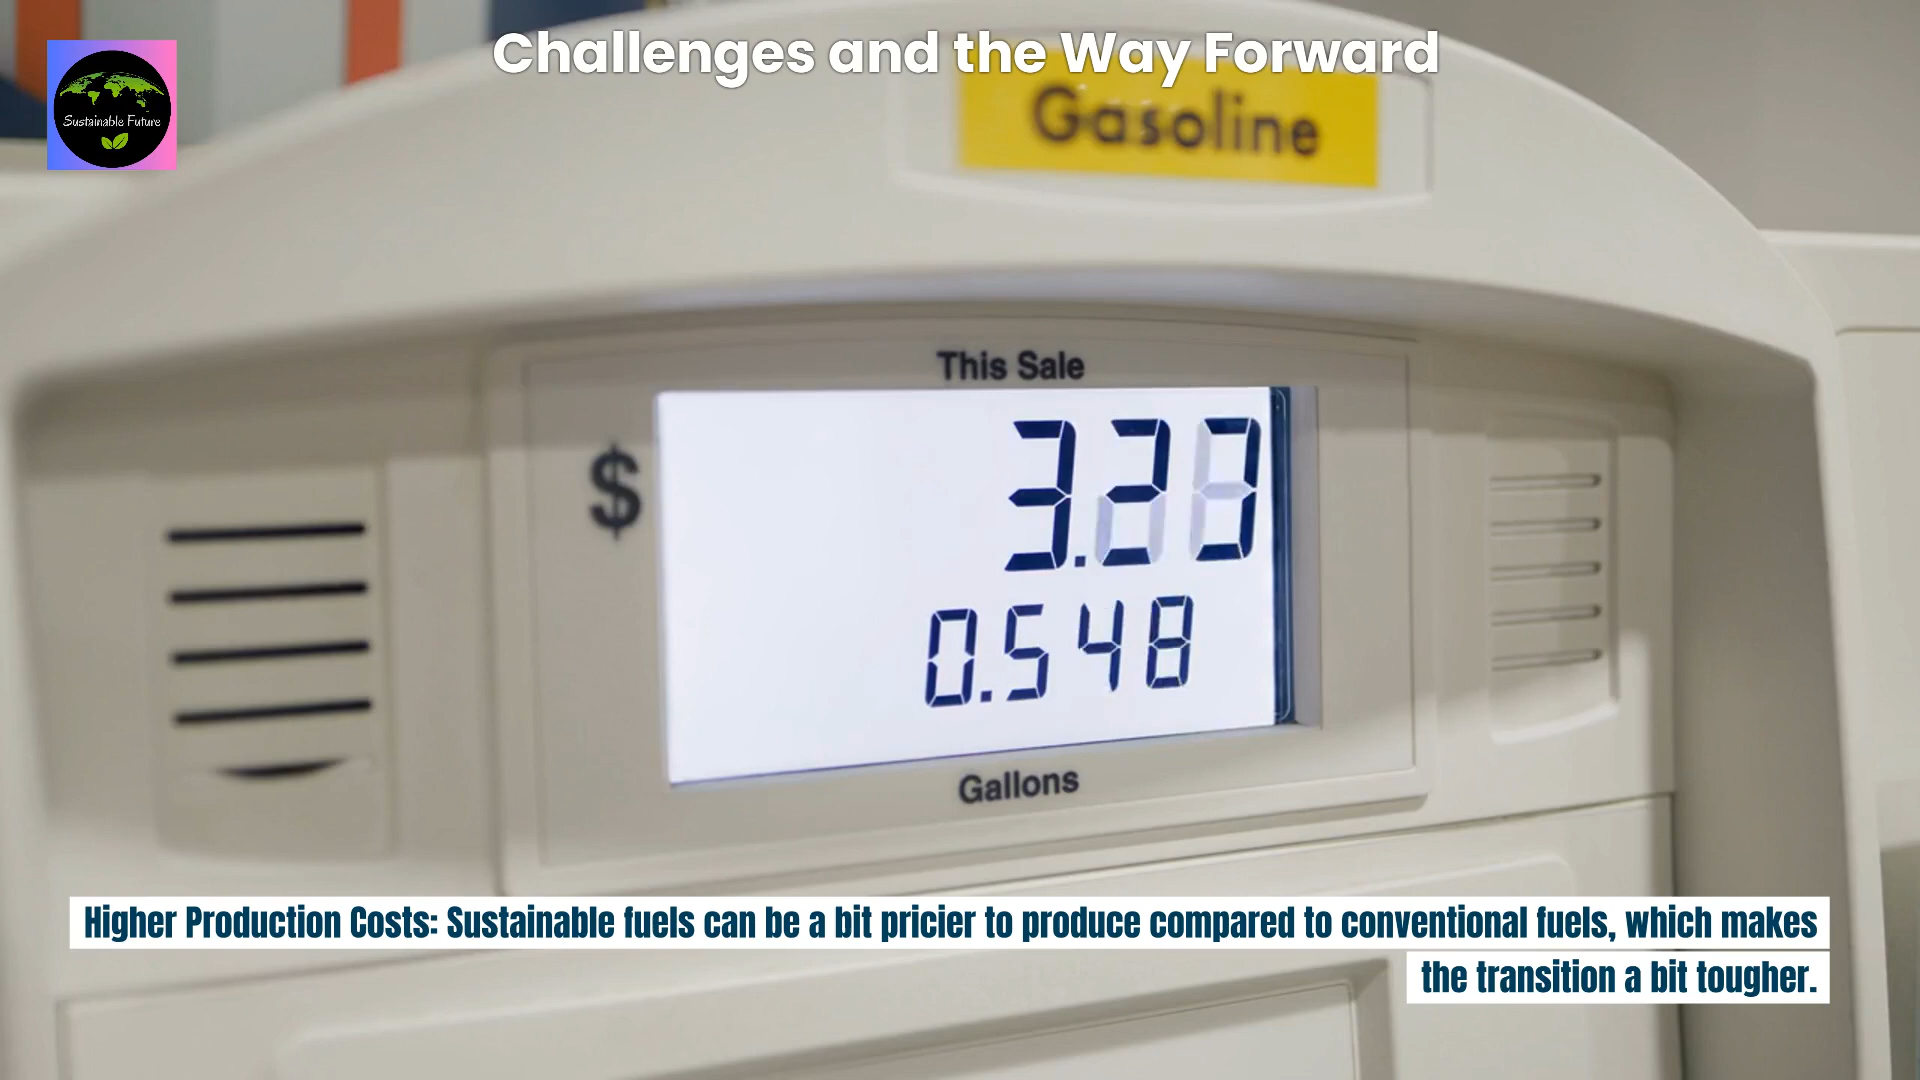 Challenges and the Way Forward
Sustainable Future
Gasoline
This Sale
$
0.548
Gallons
Higher Production Costs: Sustainable fuels can be a bit pricier to produce compared to conventional fuels, which makes
the transition a bit tougher.